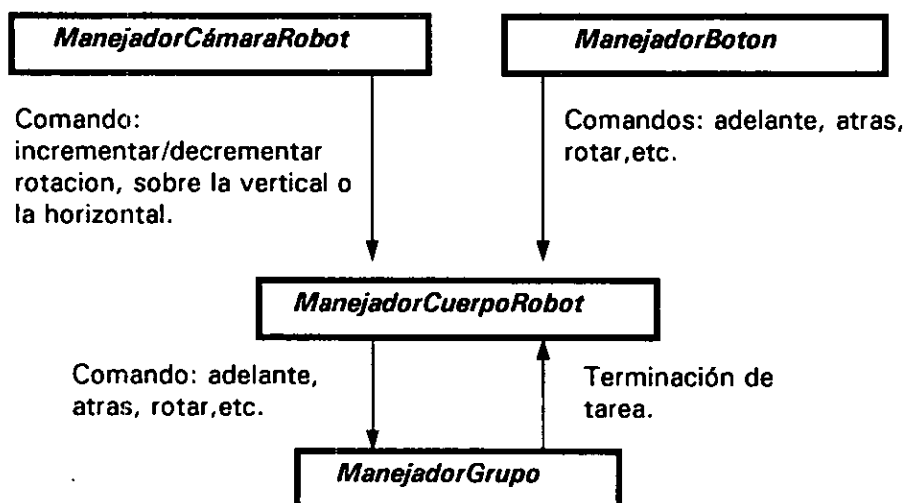 ManejadorCámaraRobot
ManejadorBoton
Comando:
incrementar/decrementar
rotacion, sobre la vertical o
la horizontal.
Comandos: adelante, atras,
rotar,etc.
ManejadorCuerpoRobot
Comando: adelante,
atras, rotar,etc.
Terminación de
tarea.
ManejadorGrupo